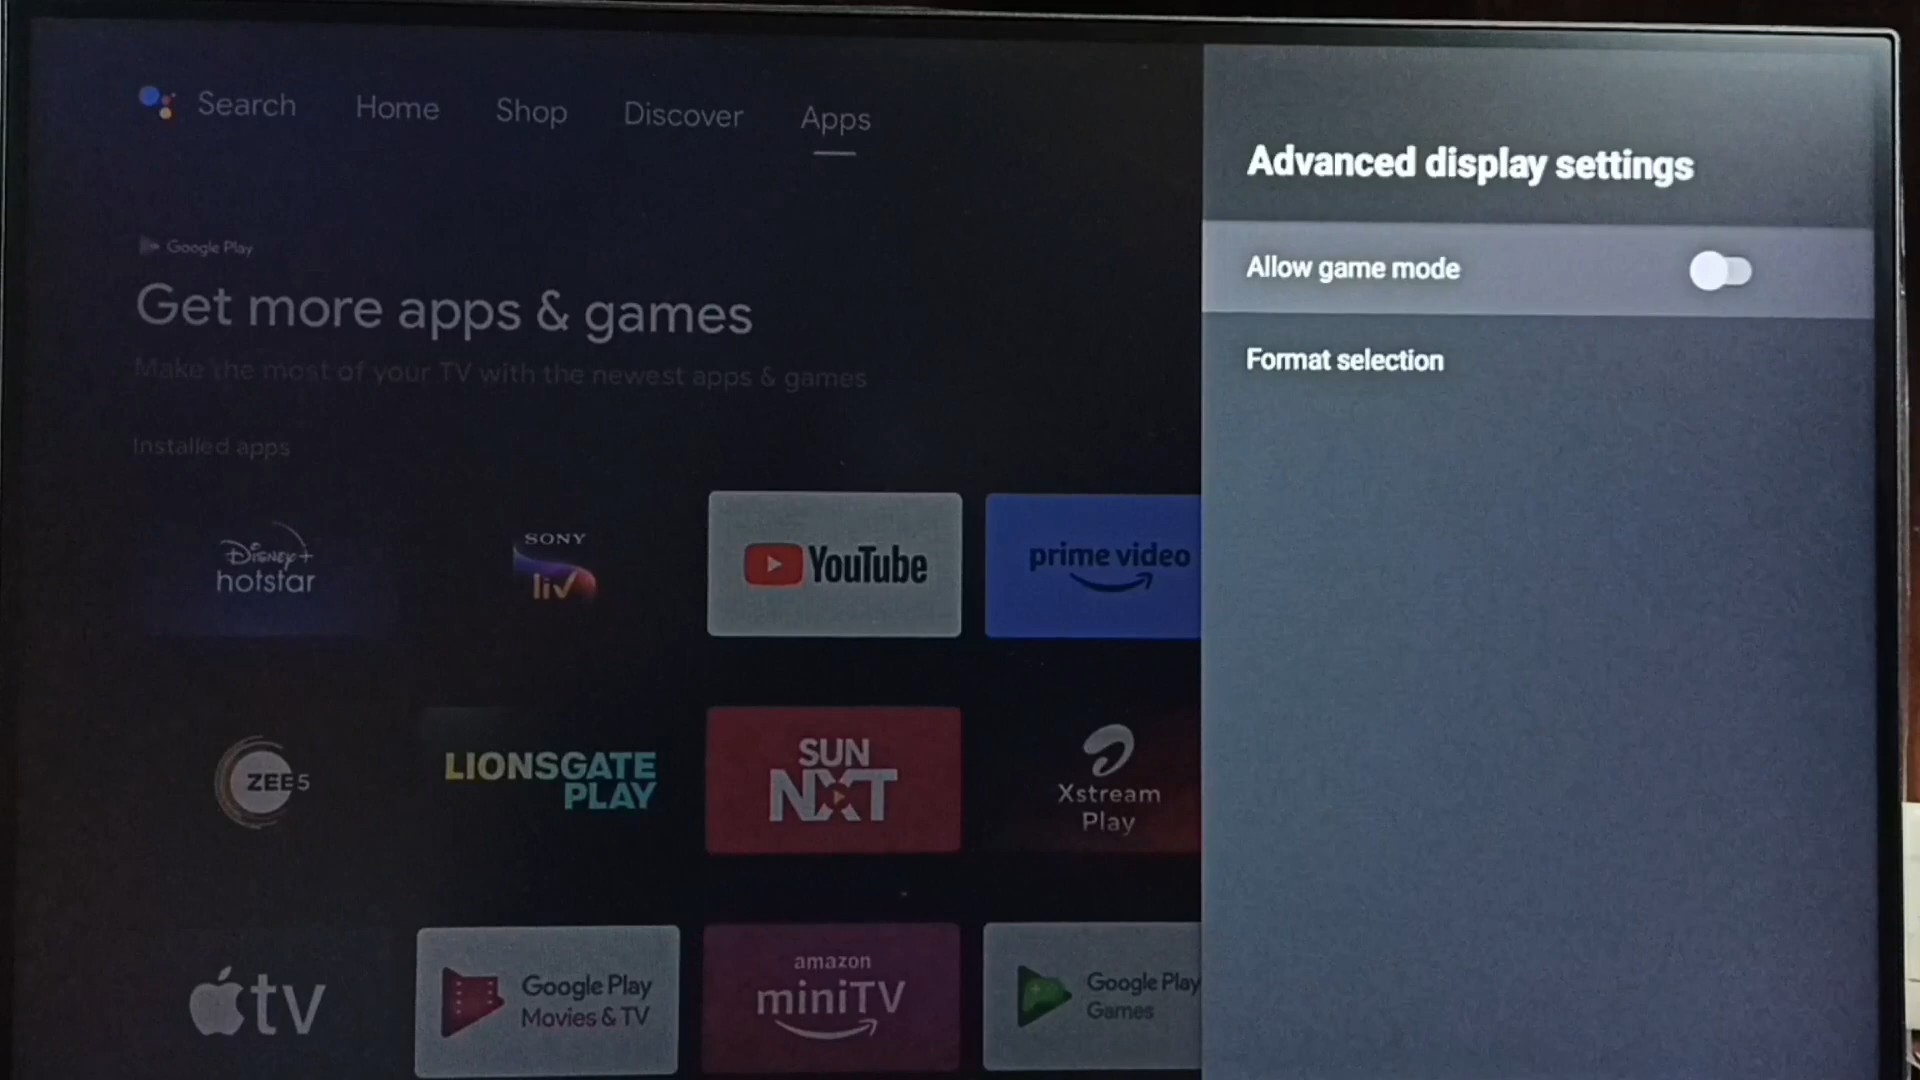 Search Home Shop Discover Apps
Google Play
Get more apps & games
Make the most of your TV with the newest apps & games
Installed apps
Disney+
hotstar
SONY
liv
YouTube
prime video
ZEE5
LIONSGATE
PLAY
SUN
NXT
Xstream
Play
tv
Google Play
Movies & TV
amazon
miniTV
Google Play
Games
Advanced display settings
Allow game mode
Format selection